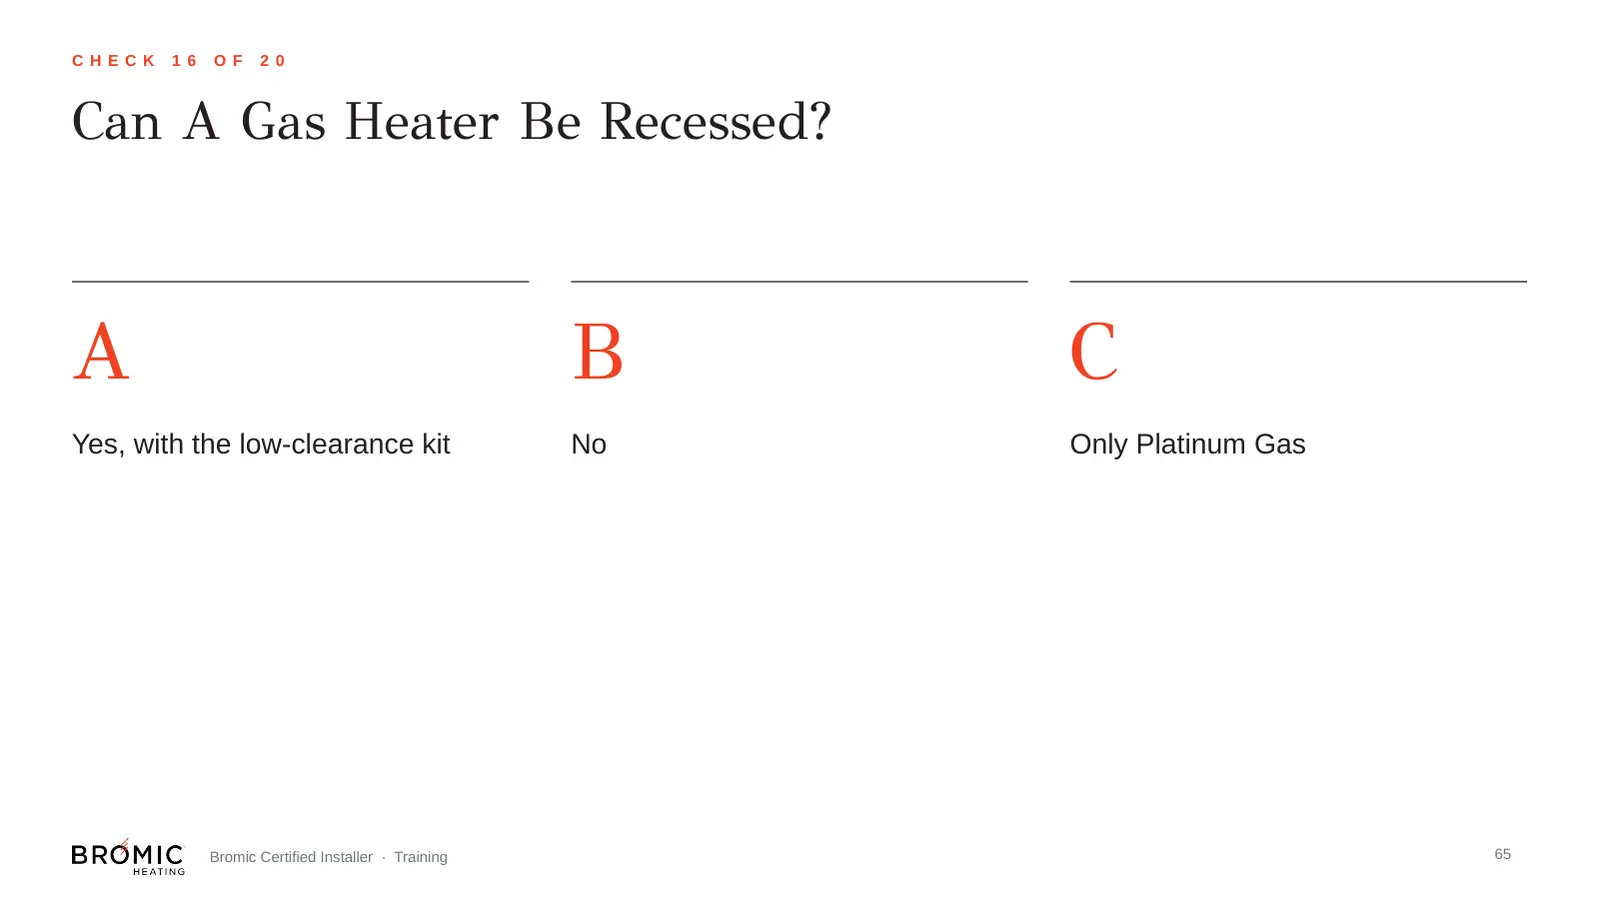 CHECK 16 OF 20
Can A Gas Heater Be Recessed?
A
Yes, with the low-clearance kit
B
No
C
Only Platinum Gas
BROMIC
HEATING
Bromic Certified Installer · Training
65